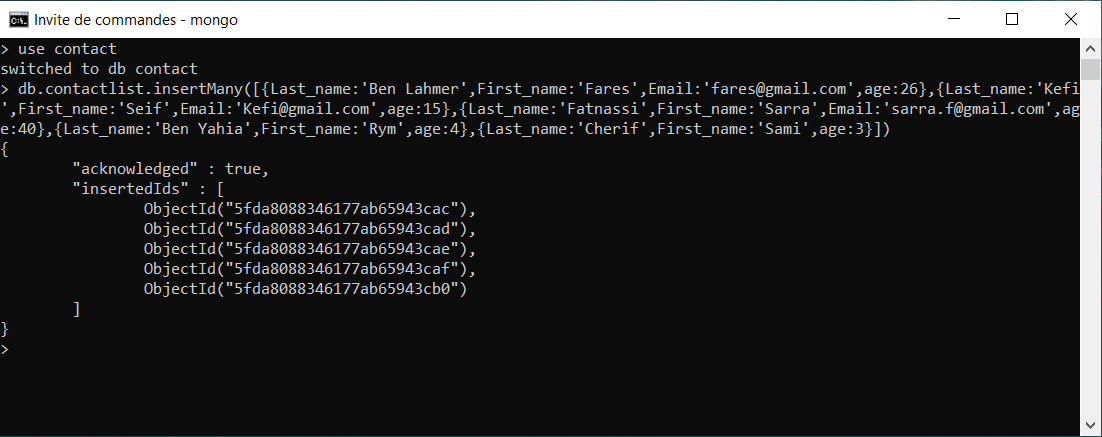 Invite de commandes - mongo
> use contact
switched to db contact
> db.contactlist.insertMany([{Last_name:'Ben Lahmer',First_name:'Fares',Email:'fares@gmail.com',age:26},{Last_name:'Kefi
',First_name:'Seif',Email:'Kefi@gmail.com',age:15},{Last_name:'Fatnassi',First_name:'Sarra',Email:'sarra.f@gmail.com',ag
e:40},{Last_name:'Ben Yahia',First_name:'Rym',age:4},{Last_name:'Cherif',First_name:'Sami',age:3}])
{
        "acknowledged" : true,
        "insertedIds" : [
                ObjectId("5fda8088346177ab65943cac"),
                ObjectId("5fda8088346177ab65943cad"),
                ObjectId("5fda8088346177ab65943cae"),
                ObjectId("5fda8088346177ab65943caf"),
                ObjectId("5fda8088346177ab65943cb0")
        ]
}
>